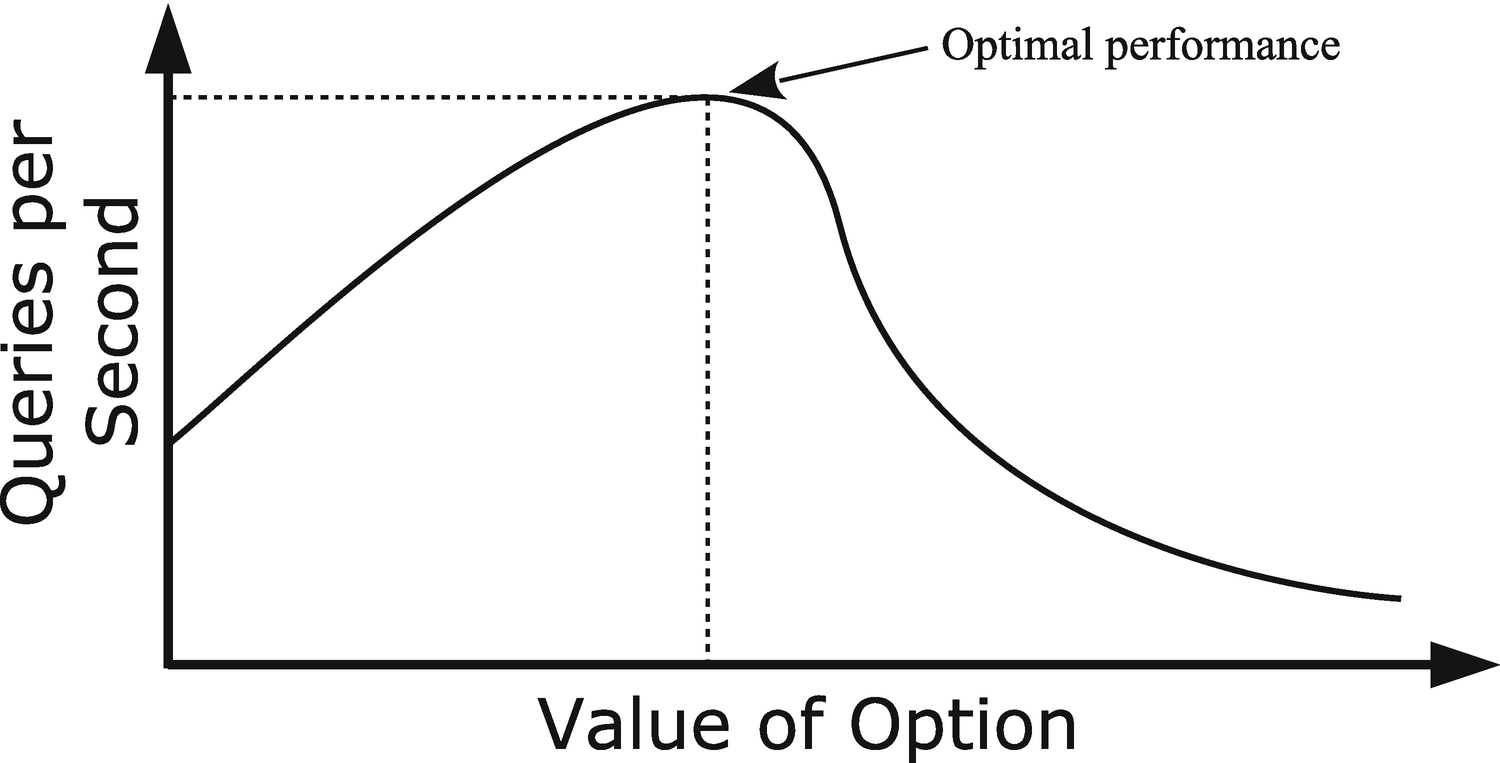 Optimal performance
Queries per
Second
Value of Option